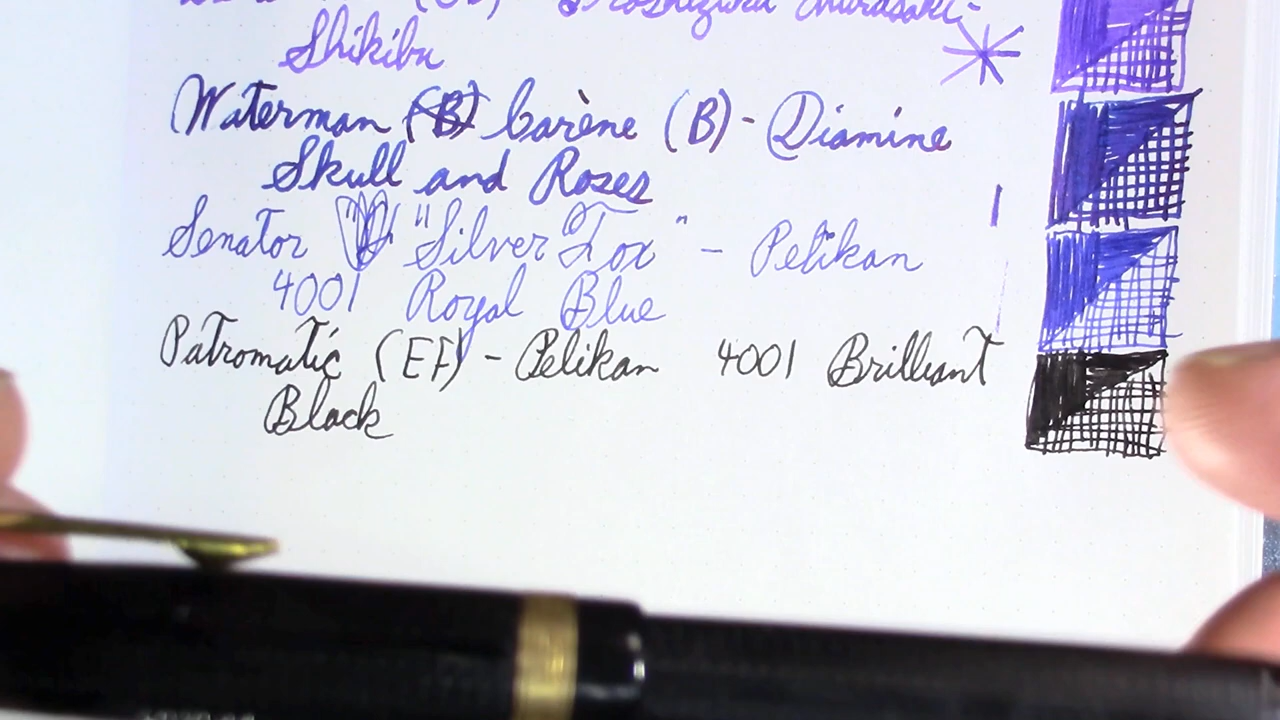 Murasaki-
Shikibu
Waterman (B) Carène (B) - Diamine
Skull and Roses
Senator "Silver Fox" - Pelikan
4001 Royal Blue
Patromatic (EF) - Pelikan 4001 Brilliant
Black